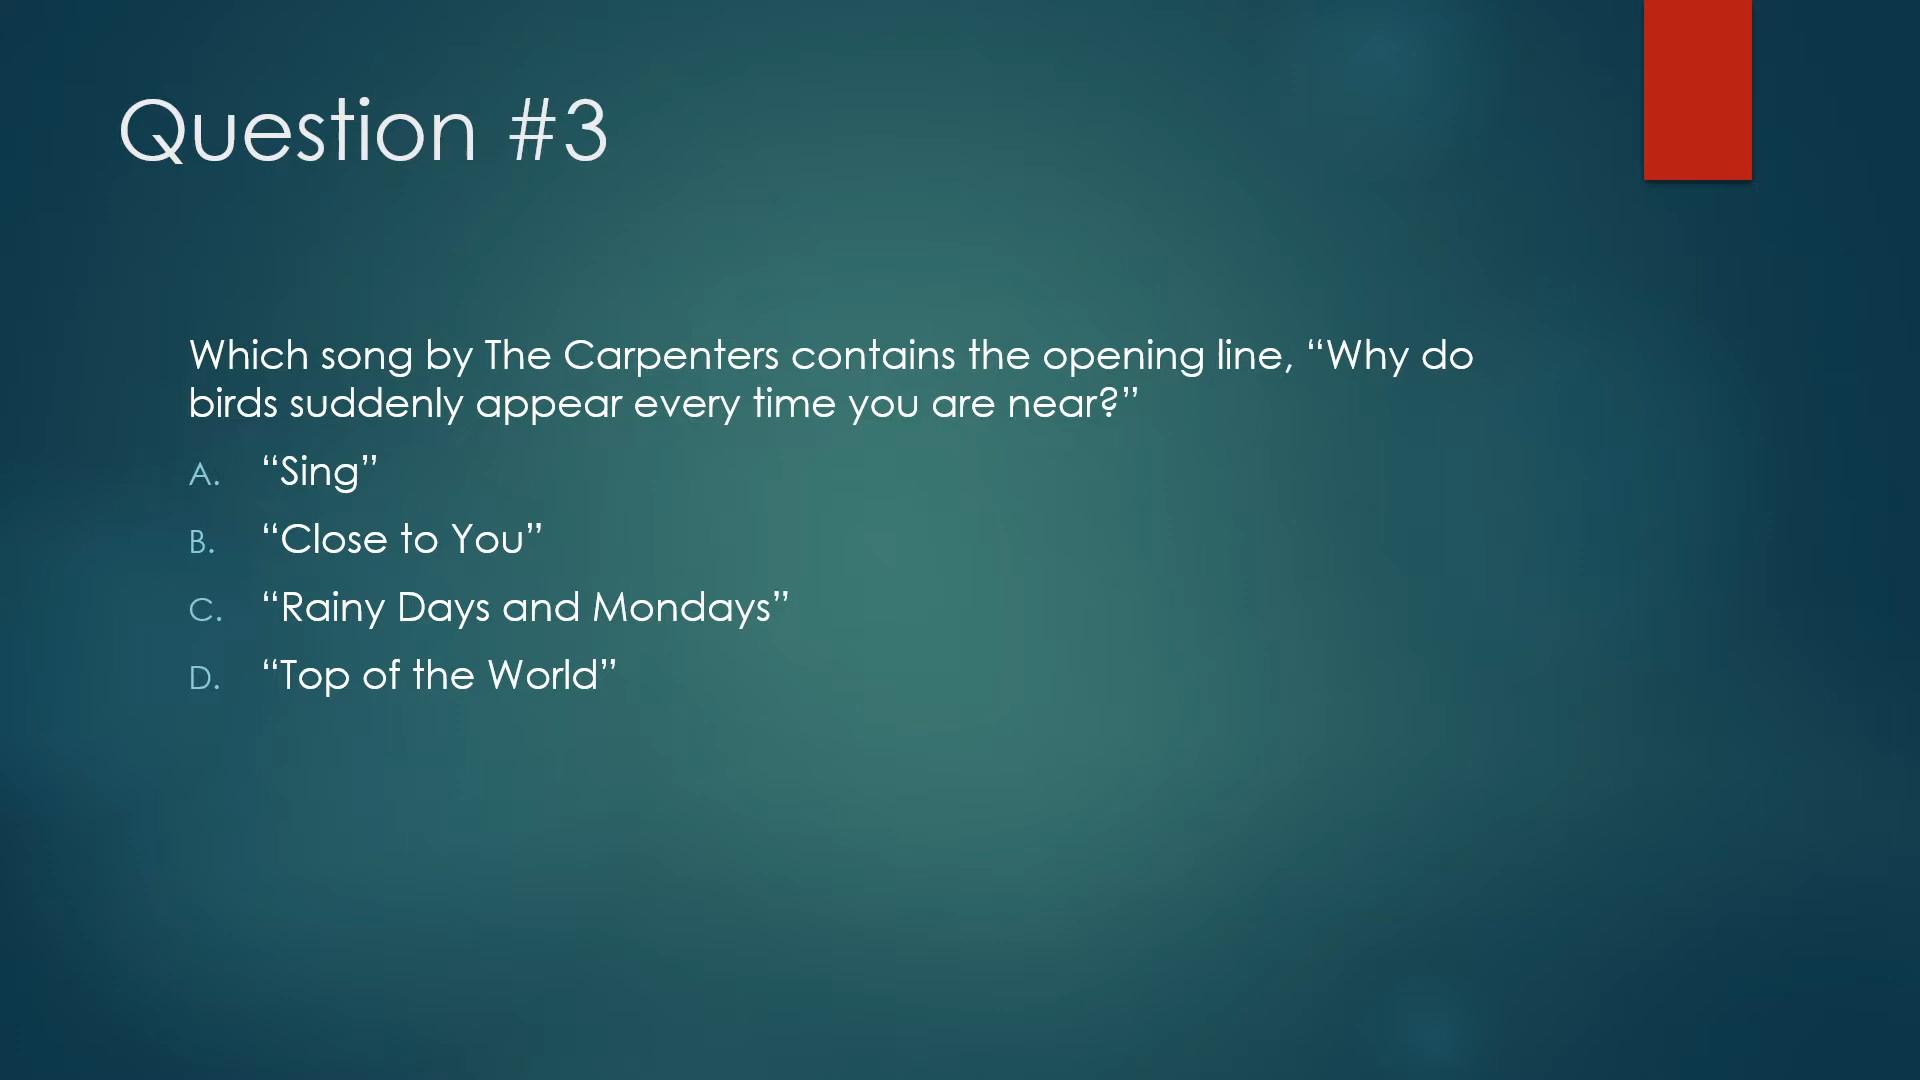 Question #3
Which song by The Carpenters contains the opening line, “Why do
birds suddenly appear every time you are near?”
A. “Sing”
B. “Close to You”
C. “Rainy Days and Mondays”
D. “Top of the World”